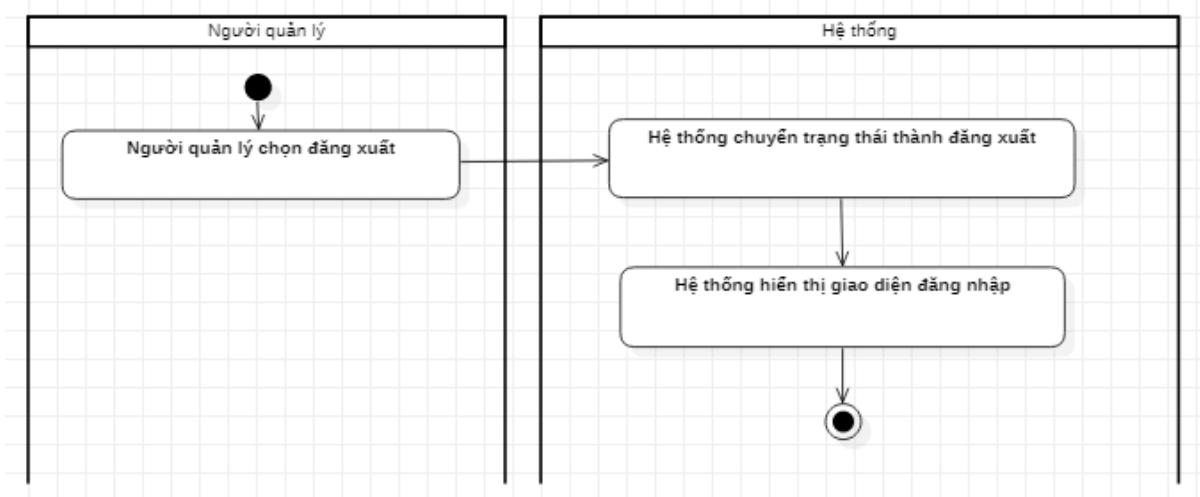 Người quản lý
Hệ thống
Người quản lý chọn đăng xuất
Hệ thống chuyển trạng thái thành đăng xuất
Hệ thống hiển thị giao diện đăng nhập